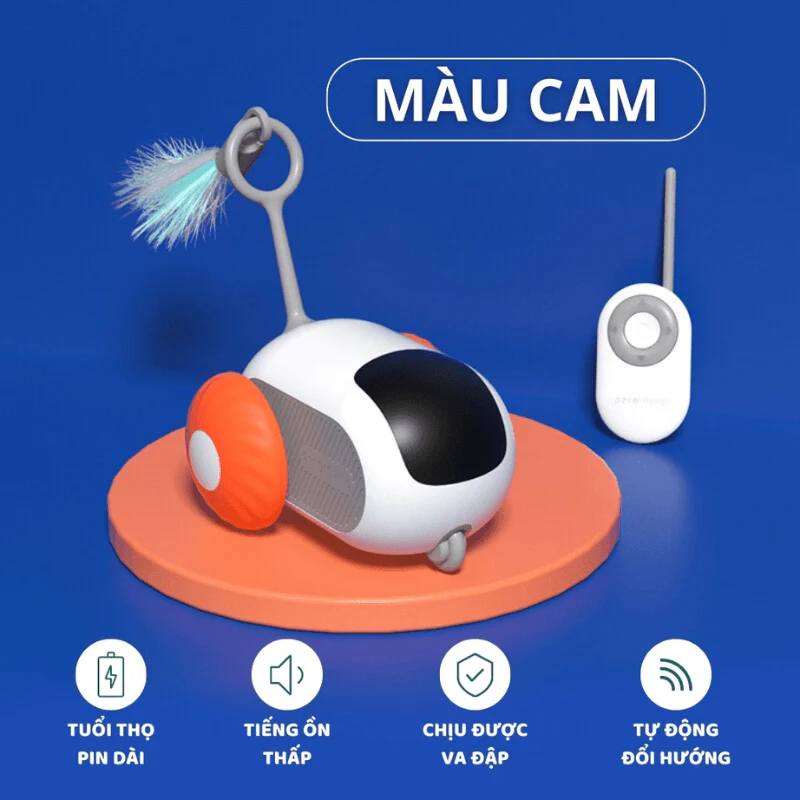 MÀU CAM
TUỔI THỌ
PIN DÀI
TIẾNG ỒN
THẤP
CHỊU ĐƯỢC
VA ĐẬP
TỰ ĐỘNG
ĐỔI HƯỚNG